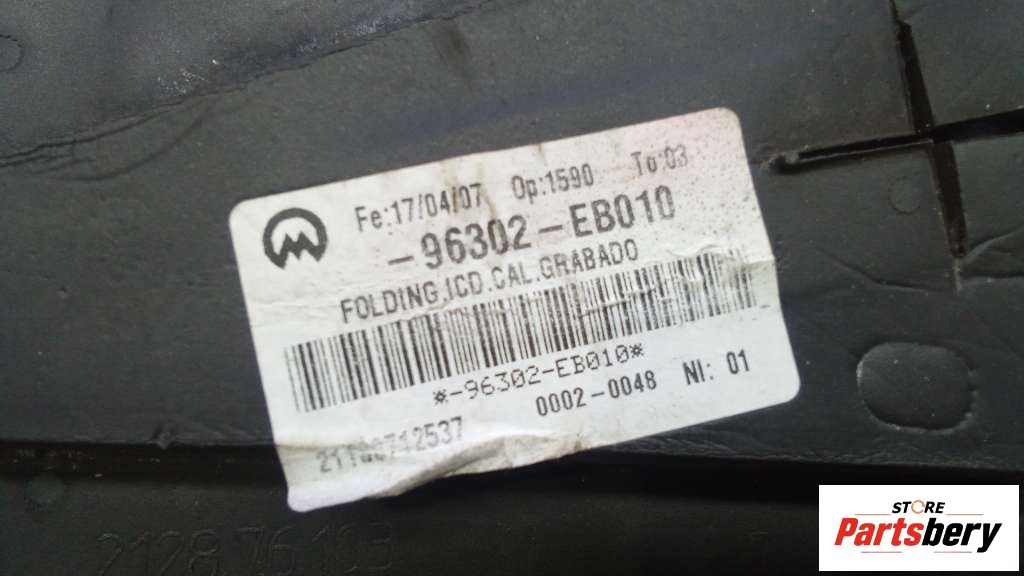 Fe:17/04/07 Op:1590 To:03
-96302-EB010
FOLDING.ICD.CAL.GRABADO
*-96302-EB010*
0002-0048 NI: 01
STORE
Partsbery